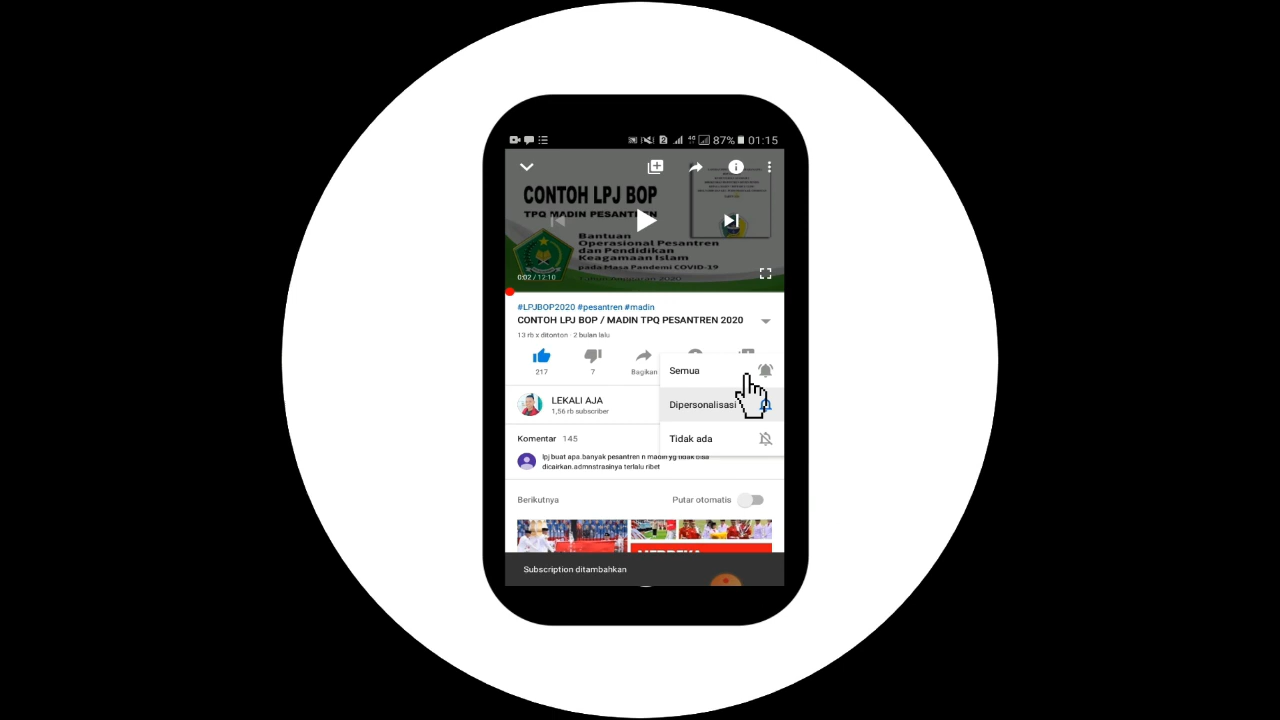 87% 01:15
CONTOH LPJ BOP
TPQ MADIN PESANTREN
Bantuan
Operasional Pesantren
dan Pendidikan
Keagamaan Islam
pada Masa Pandemi COVID-19
0:02 / 12:10
#LPJBOP2020 #pesantren #madin
CONTOH LPJ BOP / MADIN TPQ PESANTREN 2020
13 rb x ditonton · 2 bulan lalu
217
7
Bagikan
Semua
Dipersonalisasi
Tidak ada
LEKALI AJA
1,56 rb subscriber
Komentar 145
lpj buat apa.banyak pesantren n madin yg tidak bisa
dicairkan.admnstrasinya terlalu ribet
Berikutnya
Putar otomatis
MERDEKA
Subscription ditambahkan